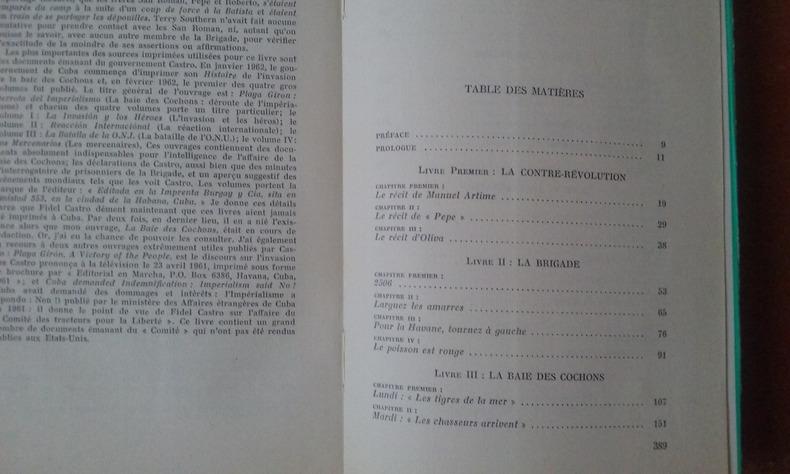 camp à la suite d'un coup de force à la Batista et étaient
se partager les dépouilles. Terry Southern n'avait fait aucune
pour prendre contact avec les San Roman, ni, autant qu'on
le savoir, avec aucun autre membre de la Brigade, pour vérifier
l'exactitude de la moindre de ses assertions ou affirmations.
Les plus importantes des sources imprimées utilisées pour ce livre sont
les documents émanant du gouvernement Castro. En janvier 1962, le gou-
vernement de Cuba commença d'imprimer son Histoire de l'invasion
de la baie des Cochons et, en février 1962, le premier des quatre gros
volumes fut publié. Le titre général de l'ouvrage est : Playa Giron :
Derrota del Imperialismo (La baie des Cochons : déroute de l'impéria-
lisme) et chacun des quatre volumes porte un titre particulier; le
volume I : La Invasión y los Héroes (L'invasion et les héros); le
volume II : Reacción Internacional (La réaction internationale); le
volume III : La Batalla de la O.N.U. (La bataille de l'O.N.U.); le volume IV:
Los Mercenarios (Les mercenaires), Ces ouvrages contiennent des docu-
ments absolument indispensables pour l'intelligence de l'affaire de la
baie des Cochons; les déclarations de Castro, aussi bien que des minutes
d'interrogatoire de prisonniers de la Brigade, et un aperçu suggestif des
événements mondiaux tels que les voit Castro. Les volumes portent la
marque de l'éditeur : « Editada en la Imprenta Burgay y Cia, sita en
Amistad 353, en la ciudad de la Habana, Cuba. » Je donne ces détails
parce que Fidel Castro dément maintenant que ces livres aient jamais
été imprimés à Cuba. Par deux fois, en dernier lieu, il en a nié l'exis-
tence alors que mon ouvrage, La Baie des Cochons, était en cours de
rédaction. Or, j'ai eu la chance de pouvoir les consulter. J'ai également
eu recours à deux autres ouvrages extrêmement utiles publiés par Cas-
tro : Playa Girón, A Victory of the People, est le discours sur l'invasion
que Castro prononça à la télévision le 23 avril 1961, imprimé sous forme
de brochure par « Editorial en Marcha, P.O. Box 6386, Havana, Cuba,
1961 »; et Cuba demanded Indemnification : Imperialism said No !
(Cuba avait demandé des dommages et intérêts : l'Impérialisme a
répondu : Non !) publié par le ministère des Affaires étrangères de Cuba
en 1961 : il donne le point de vue de Fidel Castro sur l'affaire du
« Comité des tracteurs pour la Liberté ». Ce livre contient un grand
nombre de documents émanant du « Comité » qui n'ont pas été rendus
publics aux Etats-Unis.
TABLE DES MATIÈRES
PRÉFACE ........ 9
PROLOGUE ........ 11
LIVRE PREMIER : LA CONTRE-RÉVOLUTION
CHAPITRE PREMIER :
Le récit de Manuel Artime ........ 19
CHAPITRE II :
Le récit de « Pepe » ........ 29
CHAPITRE III :
Le récit d'Oliva ........ 38
LIVRE II : LA BRIGADE
CHAPITRE PREMIER :
2506 ........ 53
CHAPITRE II :
Larguez les amarres ........ 65
CHAPITRE III :
Pour la Havane, tournez à gauche ........ 76
CHAPITRE IV :
Le poisson est rouge ........ 91
LIVRE III : LA BAIE DES COCHONS
CHAPITRE PREMIER :
Lundi : « Les tigres de la mer » ........ 107
CHAPITRE II :
Mardi : « Les chasseurs arrivent » ........ 151
389